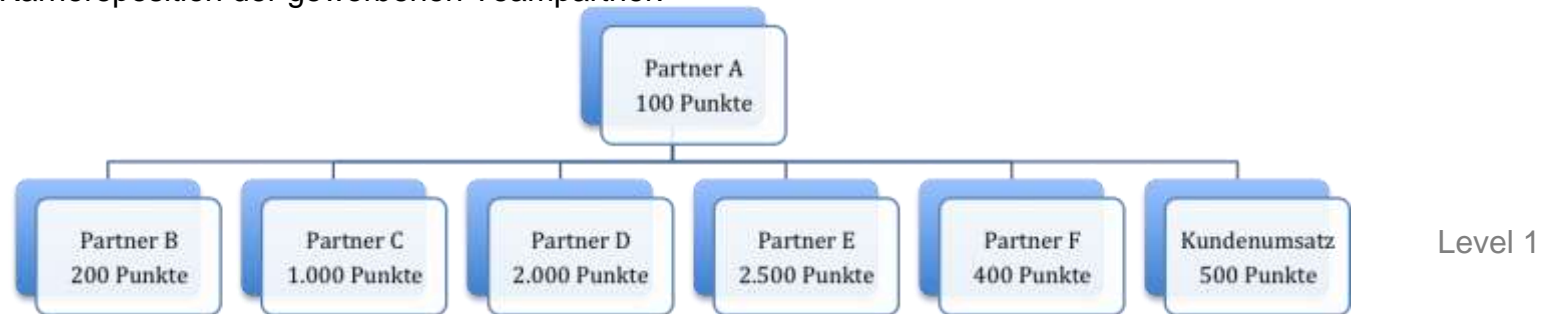 Karriereposition der geworbenen Teampartner.
Partner A
100 Punkte
Partner B
200 Punkte
Partner C
1.000 Punkte
Partner D
2.000 Punkte
Partner E
2.500 Punkte
Partner F
400 Punkte
Kundenumsatz
500 Punkte
Level 1